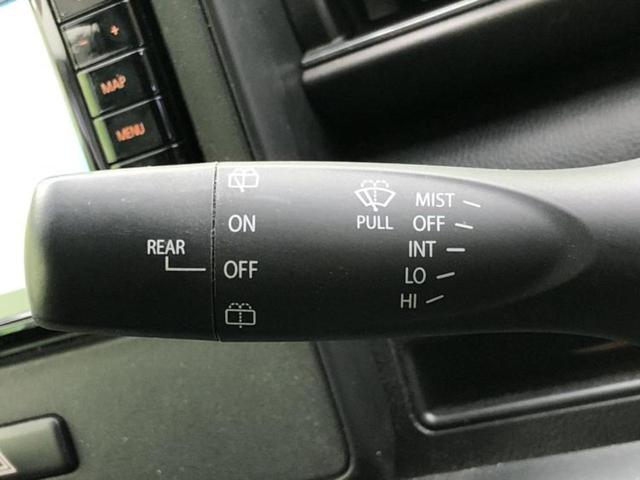 - +
MAP
MENU
REAR
ON
OFF
PULL
MIST
OFF
INT
LO
HI